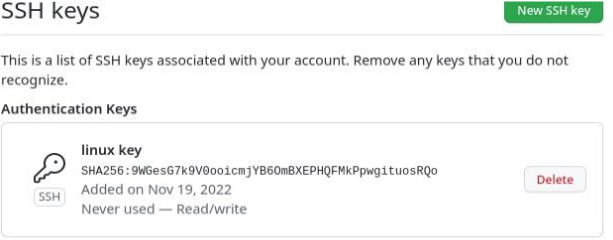 SSH keys
New SSH key
This is a list of SSH keys associated with your account. Remove any keys that you do not
recognize.
Authentication Keys
linux key
SHA256:9WGesG7k9V0ooicmjYB6OmBXEPHQFMkPpwgituosRQo
Added on Nov 19, 2022
Never used — Read/write
SSH
Delete